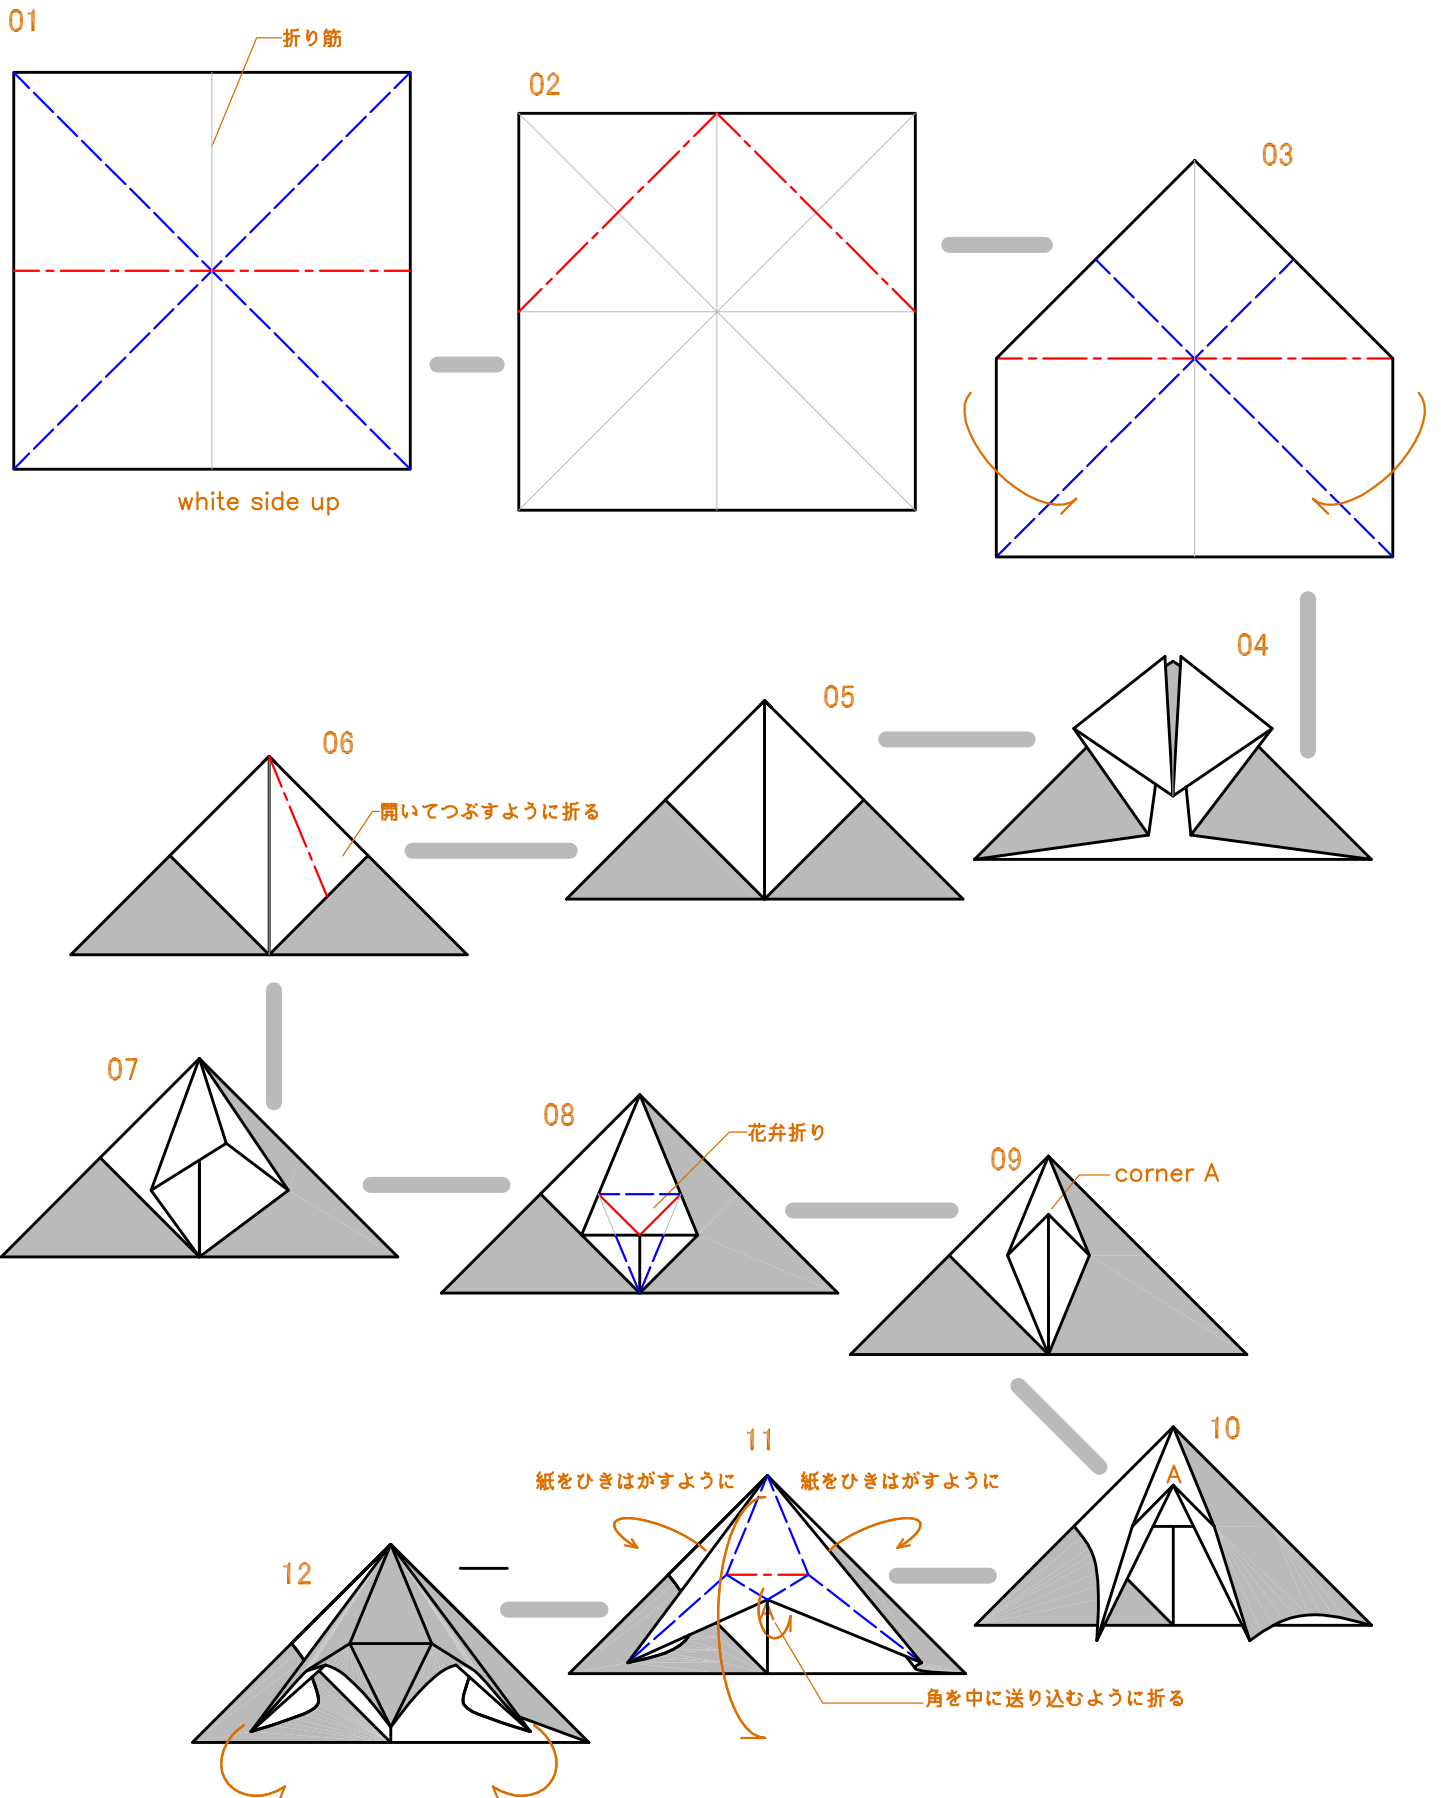 01
折り筋
white side up
02
03
04
05
06
開いてつぶすように折る
07
08
花弁折り
09
corner A
10
A
11
紙をひきはがすように
紙をひきはがすように
A
角を中に送り込むように折る
12